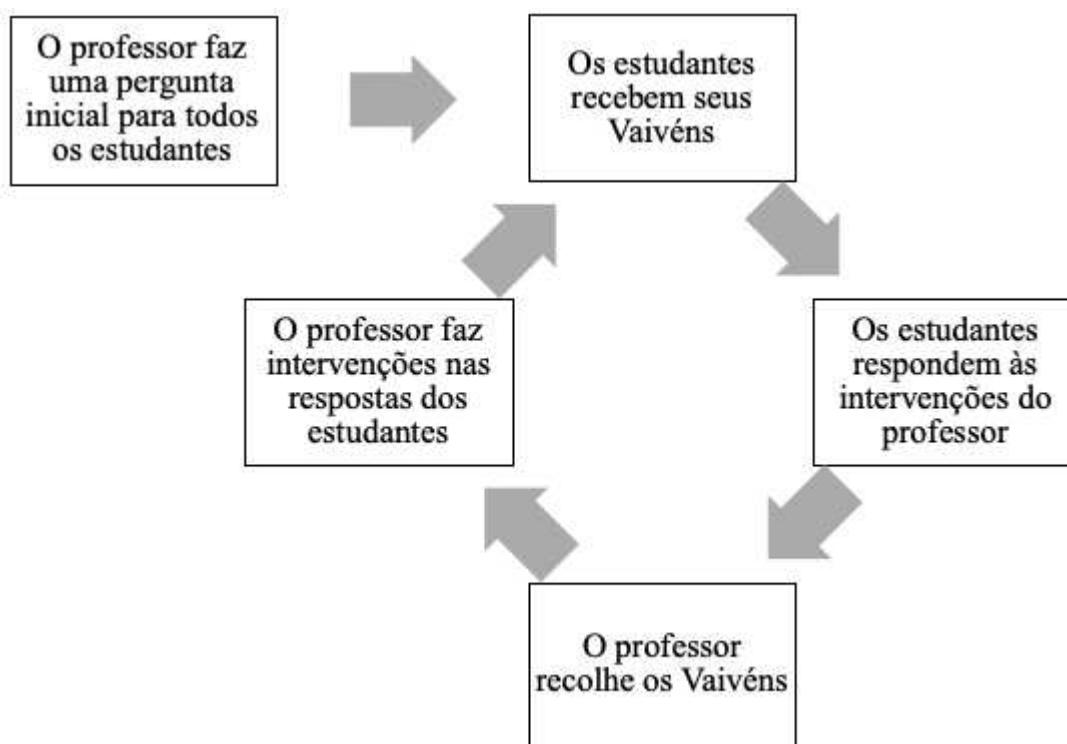 O professor faz
uma pergunta
inicial para todos
os estudantes
Os estudantes
recebem seus
Vaivéns
Os estudantes
respondem às
intervenções do
professor
O professor
recolhe os Vaivéns
O professor faz
intervenções nas
respostas dos
estudantes